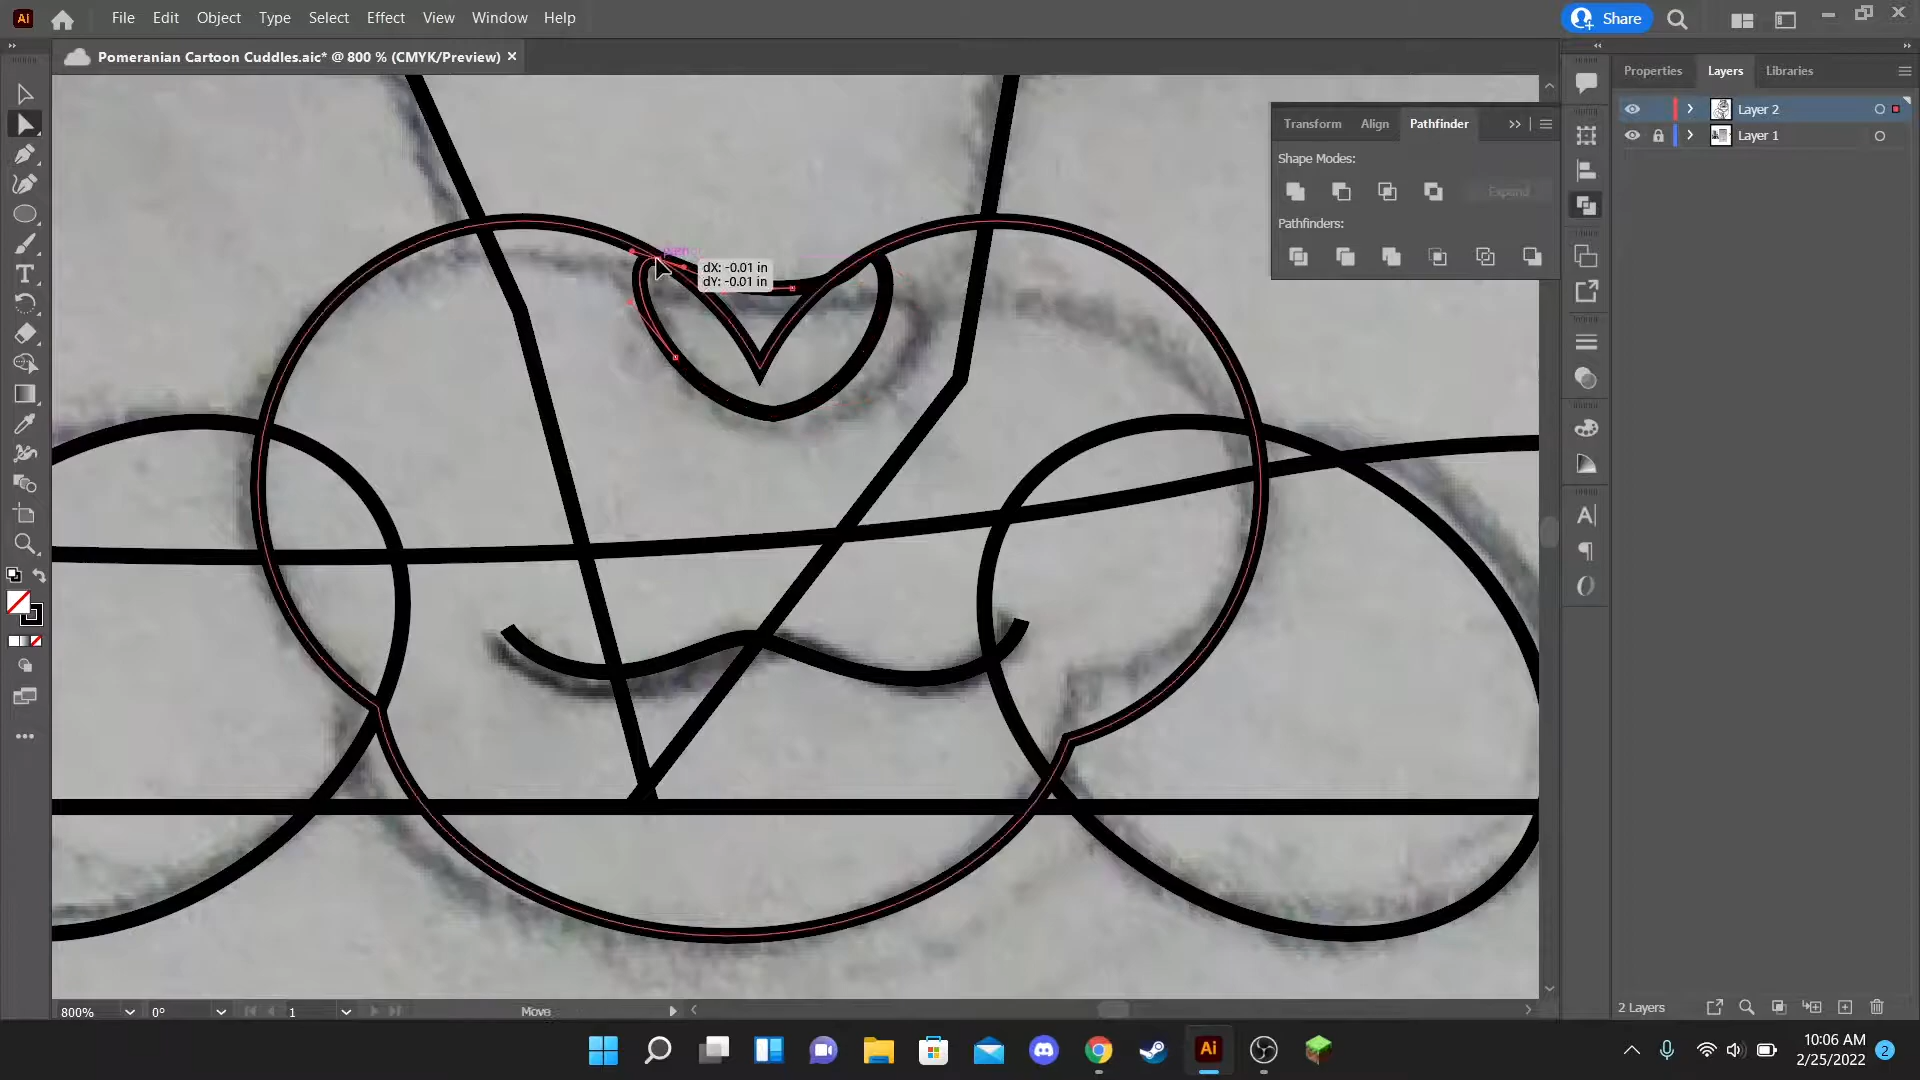 Ai File Edit Object Type Select Effect View Window Help Share
Pomeranian Cartoon Cuddles.aic* @ 800 % (CMYK/Preview) ×
Properties Layers Libraries
Layer 2
Layer 1
Transform Align Pathfinder
Shape Modes:
Expand
Pathfinders:
dX: -0.01 in
dY: -0.01 in
800% 0° 1 Move
2 Layers
Ai
10:06 AM
2/25/2022 2